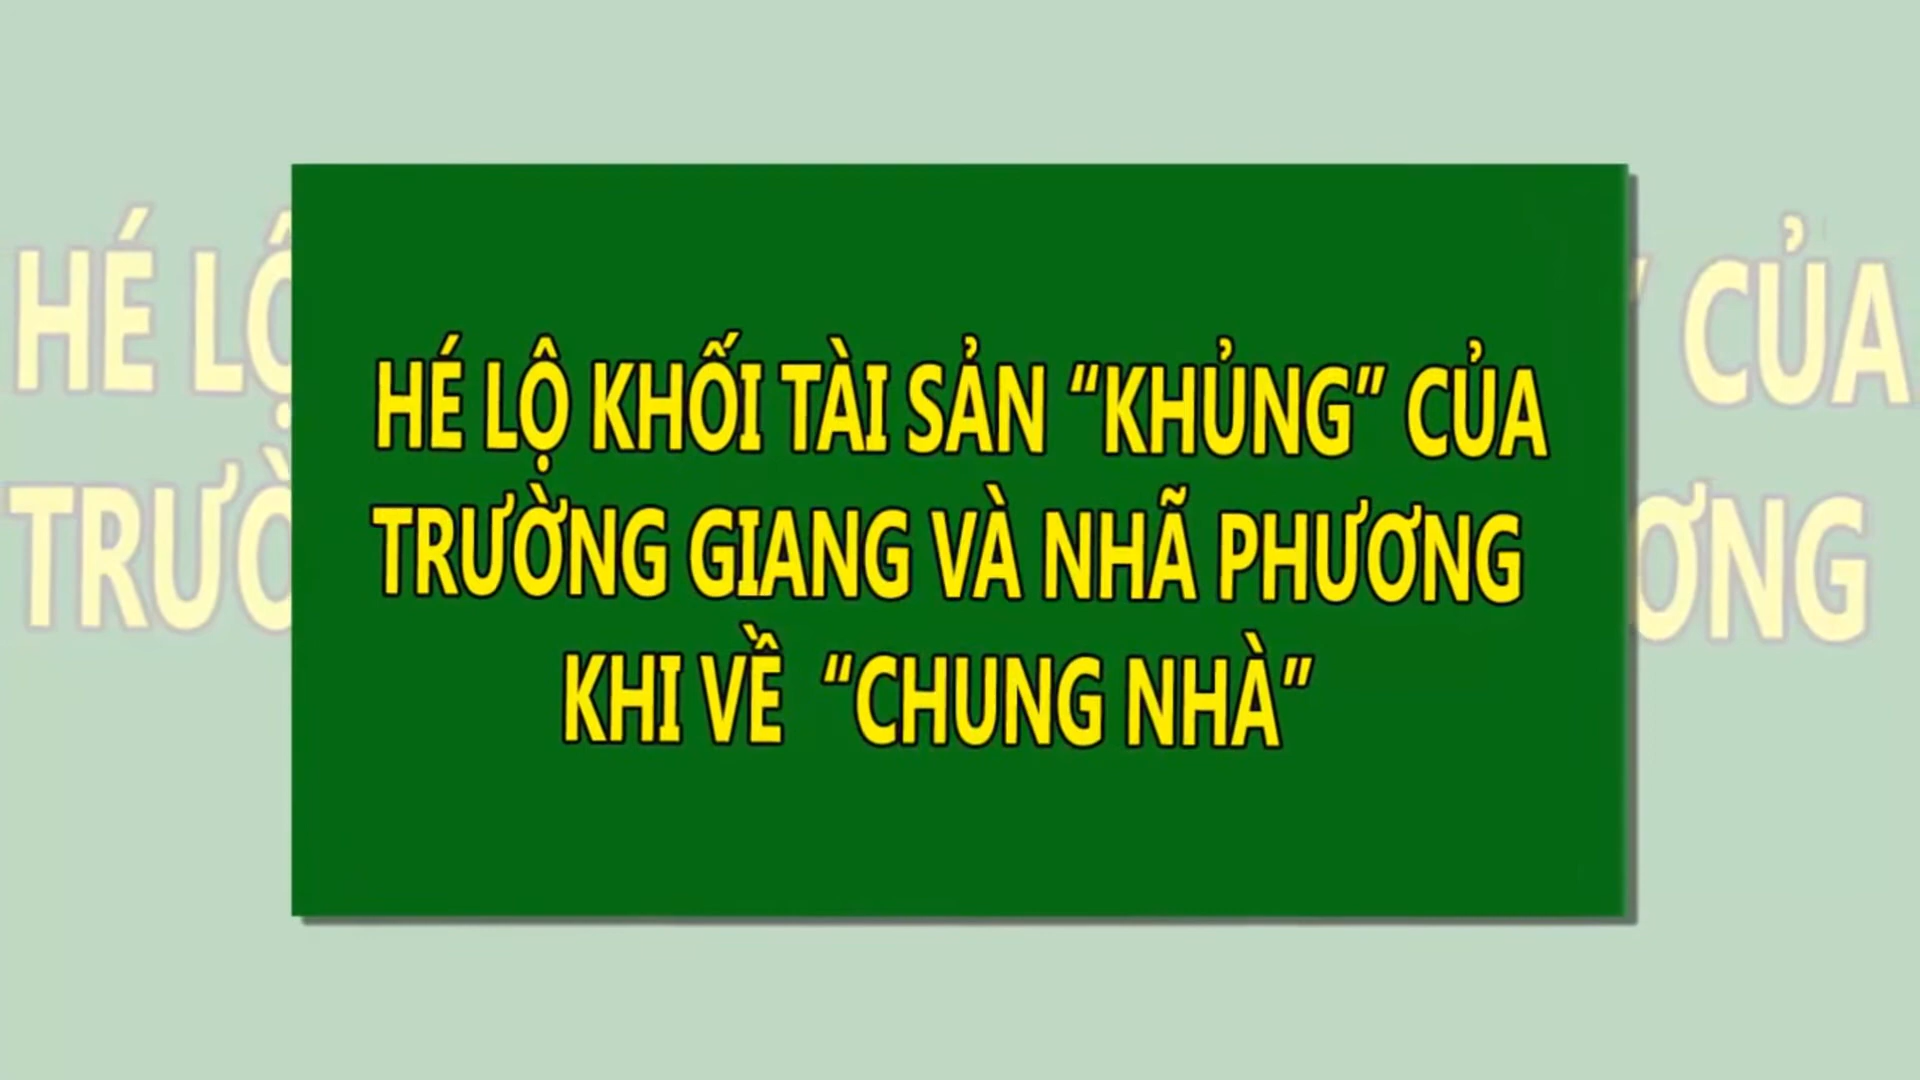 HÉ LỘ KHỐI TÀI SẢN “KHỦNG” CỦA
TRƯỜNG GIANG VÀ NHÃ PHƯƠNG
KHI VỀ “CHUNG NHÀ”